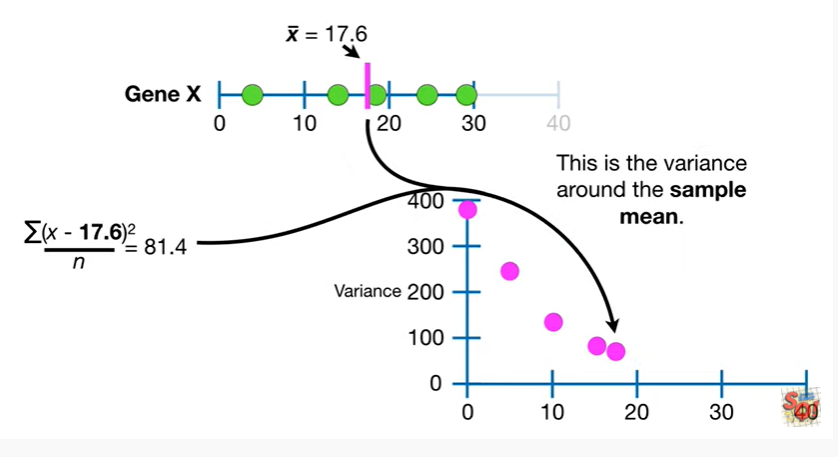 x̄ = 17.6
Gene X
0 10 20 30 40
This is the variance
around the sample
mean.
∑(x - 17.6)²
n
= 81.4
400
300
Variance 200
100
0
0 10 20 30 40